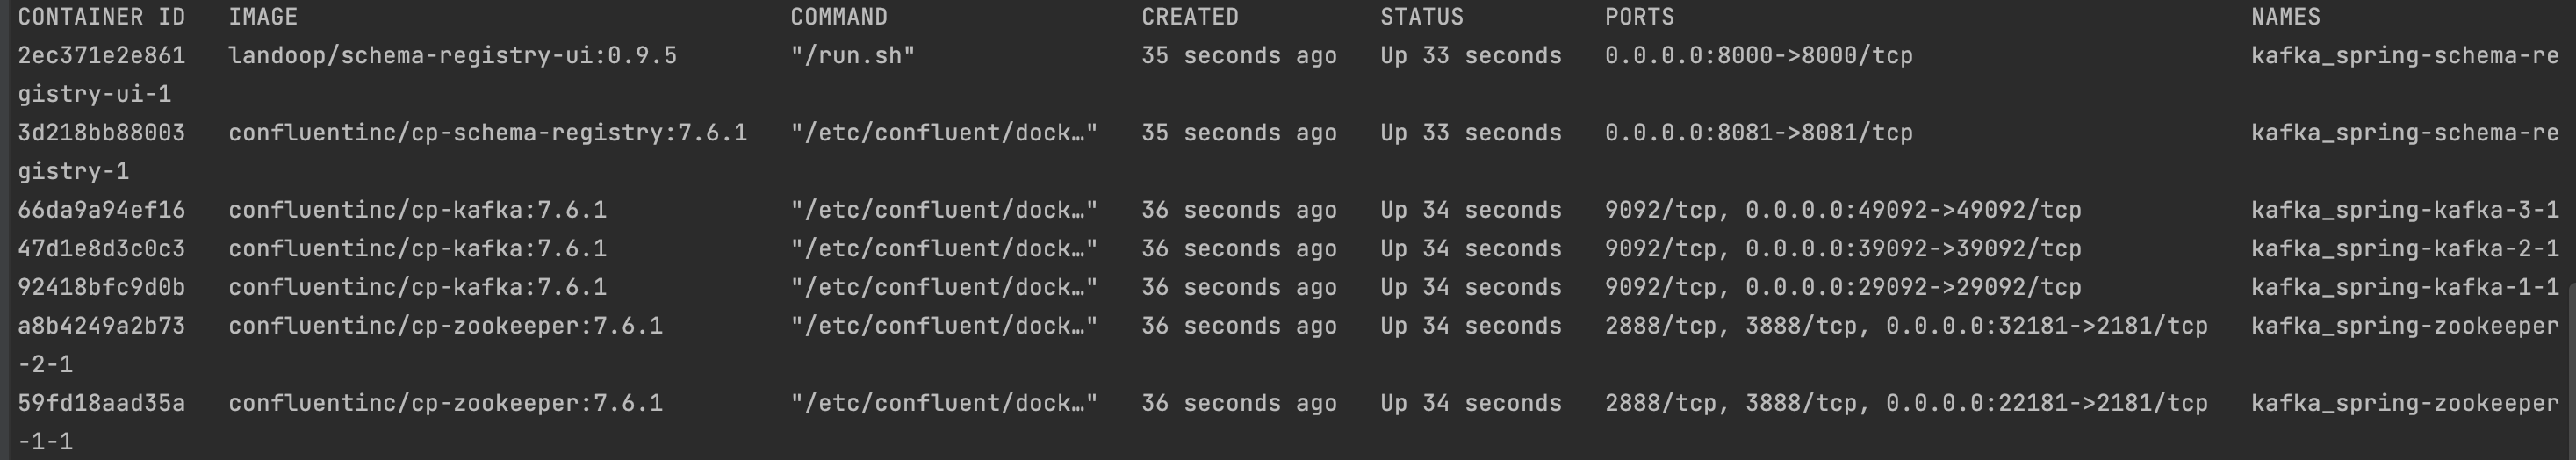 CONTAINER ID   IMAGE                                   COMMAND                  CREATED          STATUS          PORTS                                         NAMES
2ec371e2e861   landoop/schema-registry-ui:0.9.5        "/run.sh"                35 seconds ago   Up 33 seconds   0.0.0.0:8000->8000/tcp                        kafka_spring-schema-re
gistry-ui-1
3d218bb88003   confluentinc/cp-schema-registry:7.6.1   "/etc/confluent/dock…"   35 seconds ago   Up 33 seconds   0.0.0.0:8081->8081/tcp                        kafka_spring-schema-re
gistry-1
66da9a94ef16   confluentinc/cp-kafka:7.6.1             "/etc/confluent/dock…"   36 seconds ago   Up 34 seconds   9092/tcp, 0.0.0.0:49092->49092/tcp            kafka_spring-kafka-3-1
47d1e8d3c0c3   confluentinc/cp-kafka:7.6.1             "/etc/confluent/dock…"   36 seconds ago   Up 34 seconds   9092/tcp, 0.0.0.0:39092->39092/tcp            kafka_spring-kafka-2-1
92418bfc9d0b   confluentinc/cp-kafka:7.6.1             "/etc/confluent/dock…"   36 seconds ago   Up 34 seconds   9092/tcp, 0.0.0.0:29092->29092/tcp            kafka_spring-kafka-1-1
a8b4249a2b73   confluentinc/cp-zookeeper:7.6.1         "/etc/confluent/dock…"   36 seconds ago   Up 34 seconds   2888/tcp, 3888/tcp, 0.0.0.0:32181->2181/tcp   kafka_spring-zookeeper
-2-1
59fd18aad35a   confluentinc/cp-zookeeper:7.6.1         "/etc/confluent/dock…"   36 seconds ago   Up 34 seconds   2888/tcp, 3888/tcp, 0.0.0.0:22181->2181/tcp   kafka_spring-zookeeper
-1-1